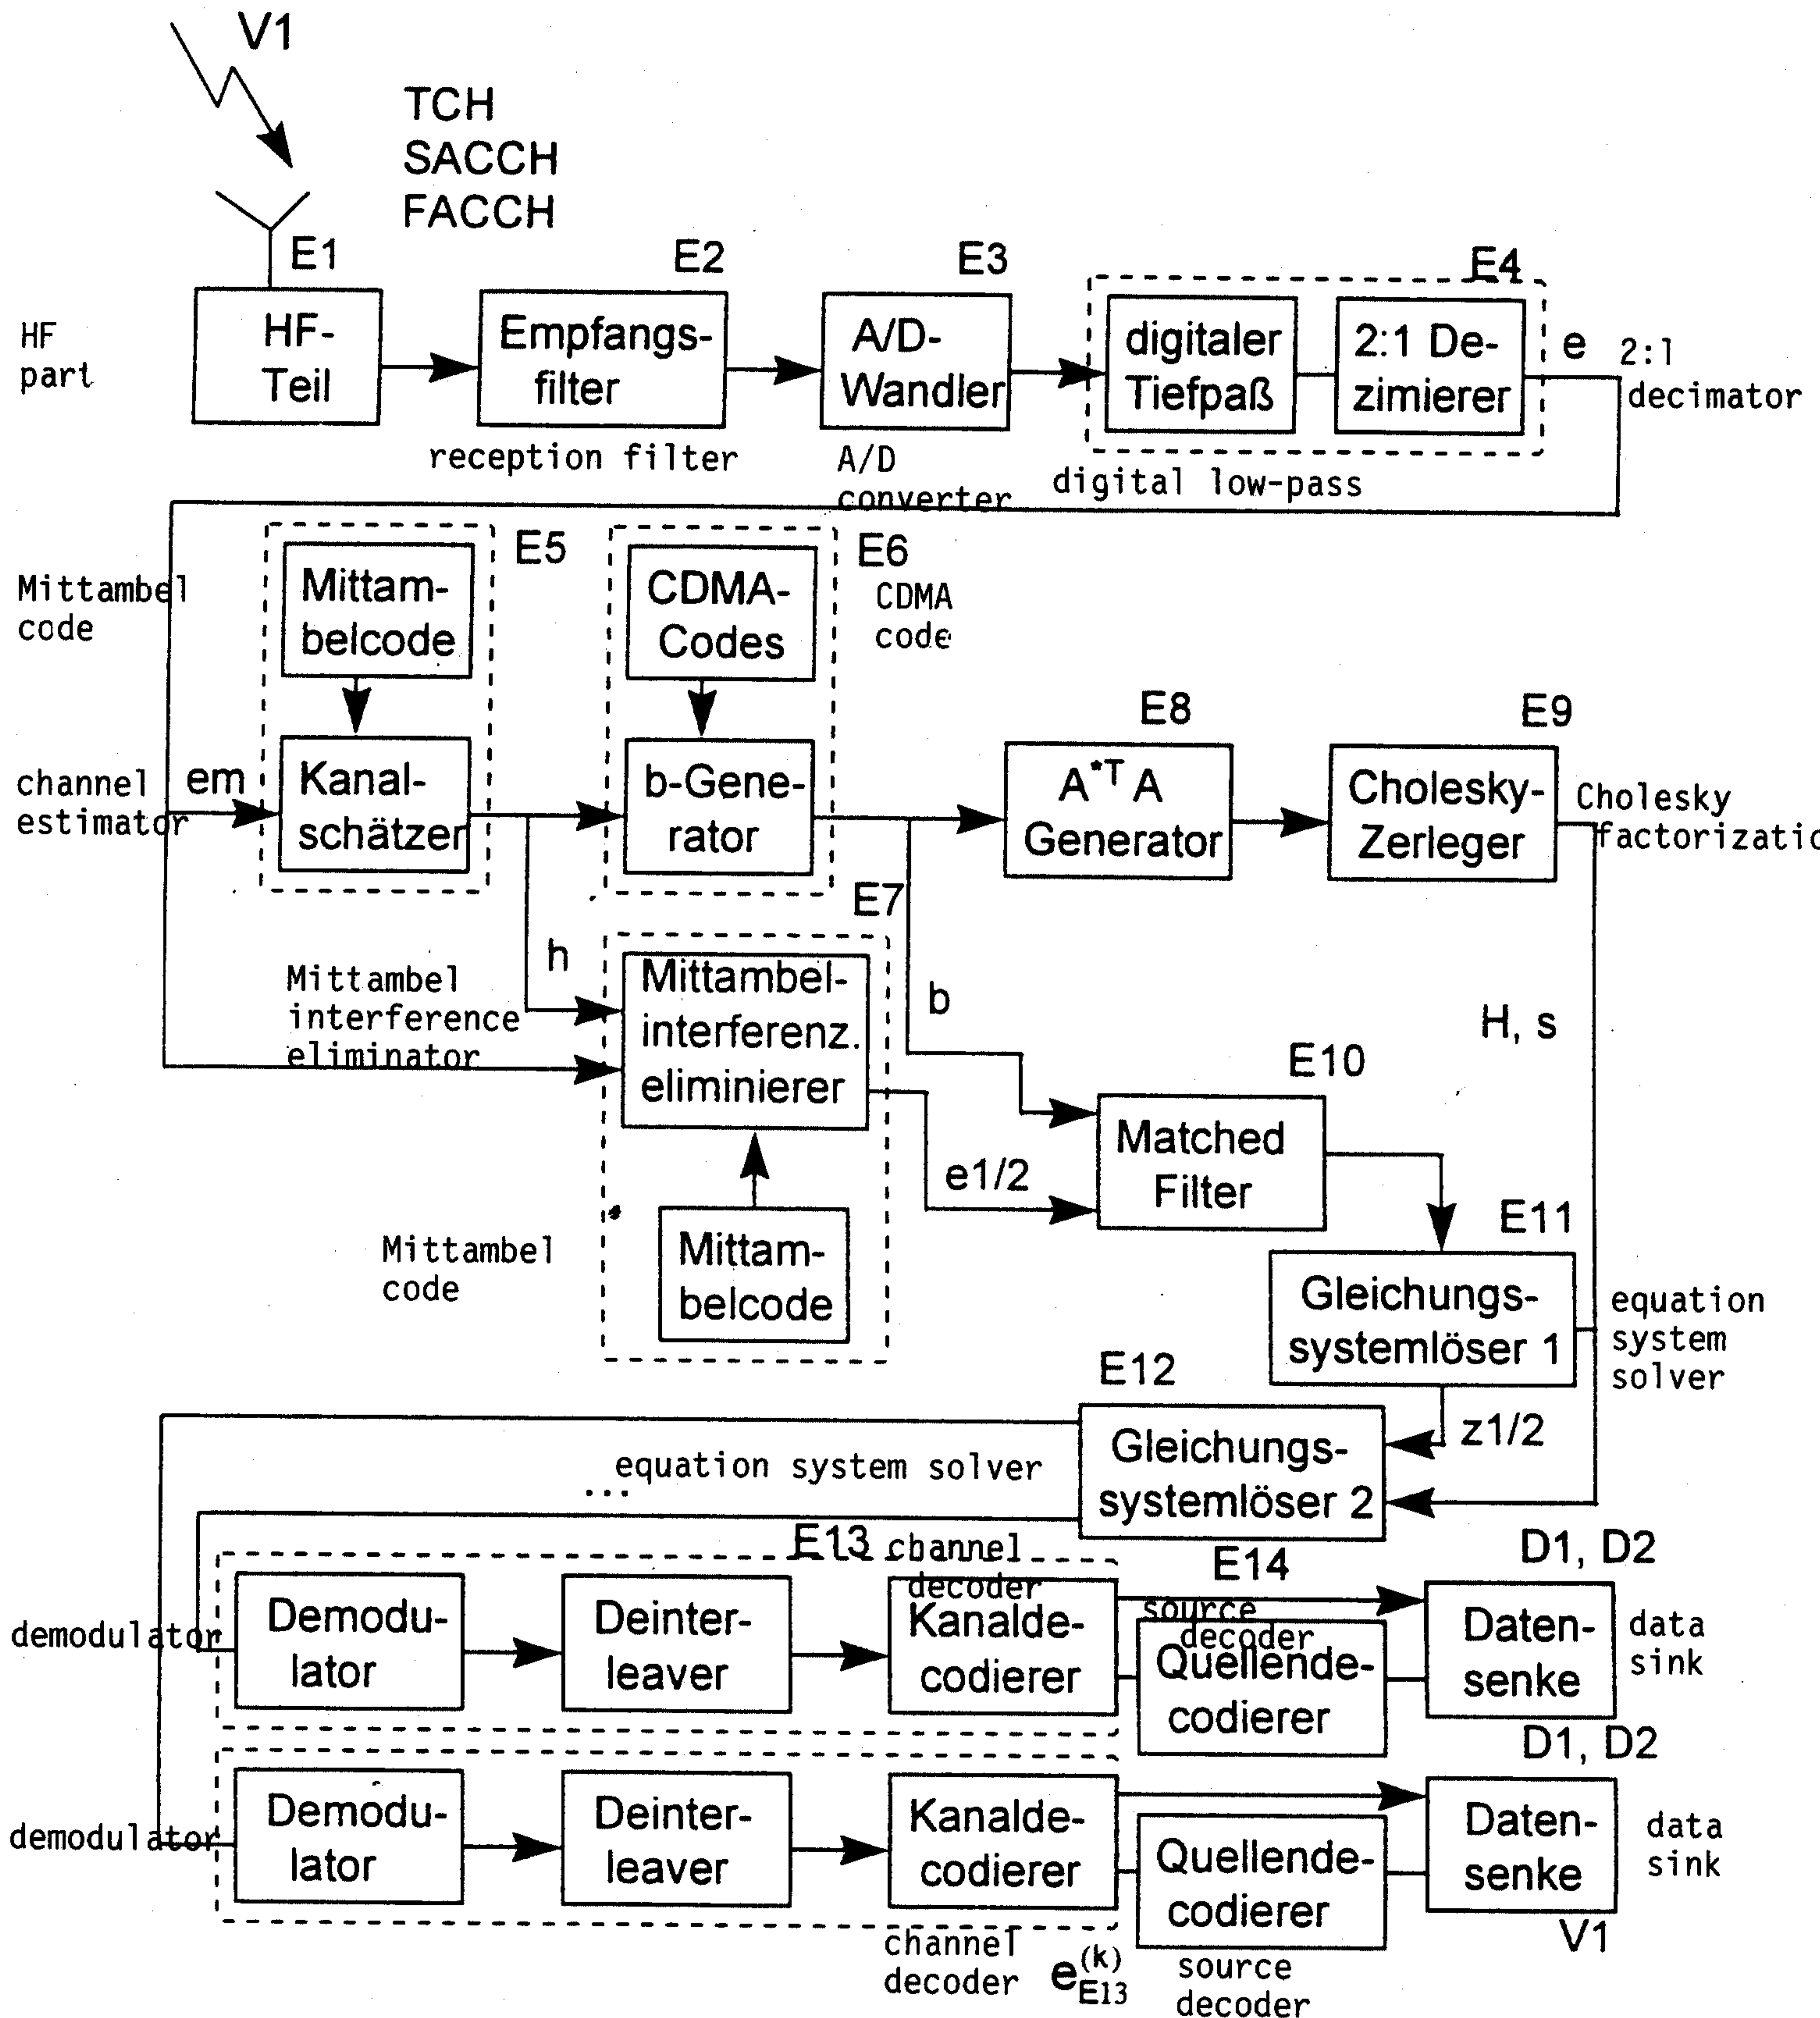 V1
TCH
SACCH
FACCH
E1
E2
E3
E4
HF
part
HF-
Teil
Empfangs-
filter
A/D-
Wandler
digitaler
Tiefpaß
2:1 De-
zimierer
e
2:1
decimator
reception filter
A/D
converter
digital low-pass
E5
E6
Mittambel
code
Mittam-
belcode
CDMA-
Codes
CDMA
code
E8
E9
channel
estimator
em
Kanal-
schätzer
b-Gene-
rator
A*T A
Generator
Cholesky-
Zerleger
Cholesky
factorizatio
E7
h
b
H, s
Mittambel
interference
eliminator
Mittambel-
interferenz.
eliminierer
E10
Matched
Filter
e1/2
E11
Mittambel
code
Mittam-
belcode
Gleichungs-
systemlöser 1
equation
system
solver
E12
z1/2
equation system solver
...
Gleichungs-
systemlöser 2
E13
channel
decoder
E14
D1, D2
demodulator
Demodu-
lator
Deinter-
leaver
Kanalde-
codierer
source
decoder
Quellende-
codierer
Daten-
senke
data
sink
D1, D2
demodulator
Demodu-
lator
Deinter-
leaver
Kanalde-
codierer
Quellende-
codierer
Daten-
senke
data
sink
V1
channel
decoder
e(k)E13
source
decoder